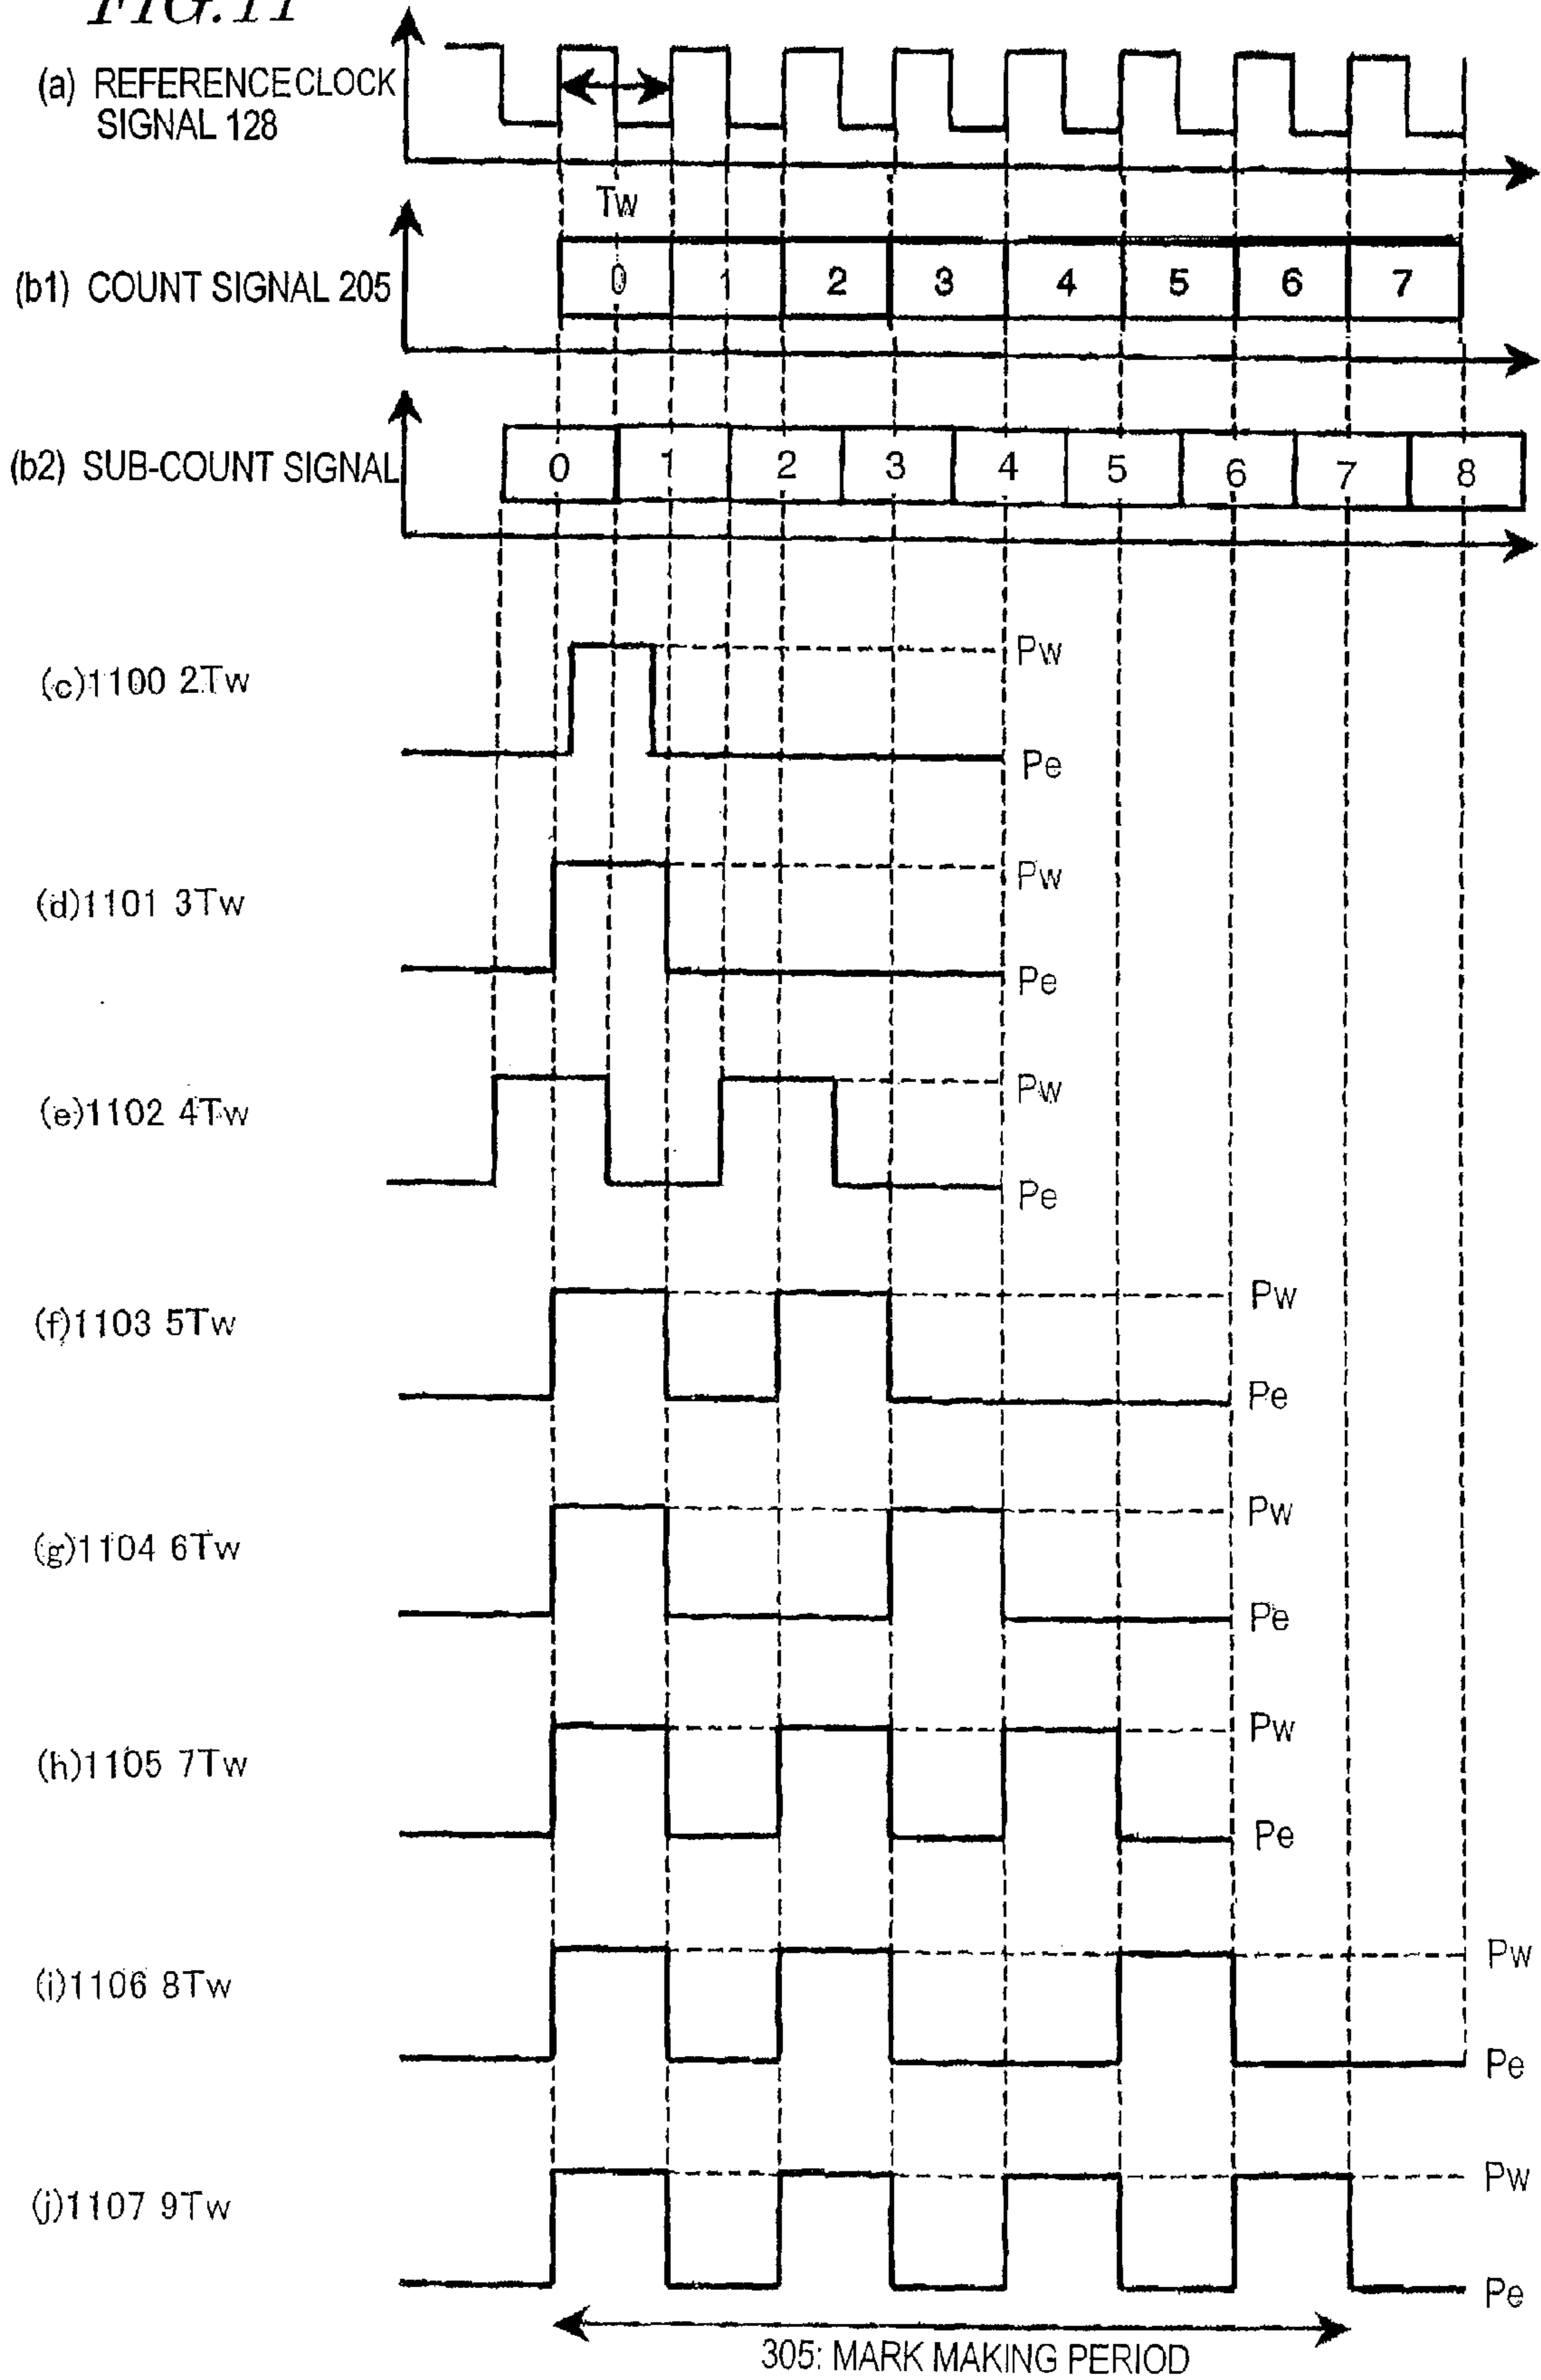 FIG.11
(a) REFERENCE CLOCK
SIGNAL 128
Tw
(b1) COUNT SIGNAL 205
0 1 2 3 4 5 6 7
(b2) SUB-COUNT SIGNAL
0 1 2 3 4 5 6 7 8
(c)1100 2Tw
Pw
Pe
(d)1101 3Tw
Pw
Pe
(e)1102 4Tw
Pw
Pe
(f)1103 5Tw
Pw
Pe
(g)1104 6Tw
Pw
Pe
(h)1105 7Tw
Pw
Pe
(i)1106 8Tw
Pw
Pe
(j)1107 9Tw
Pw
Pe
305: MARK MAKING PERIOD